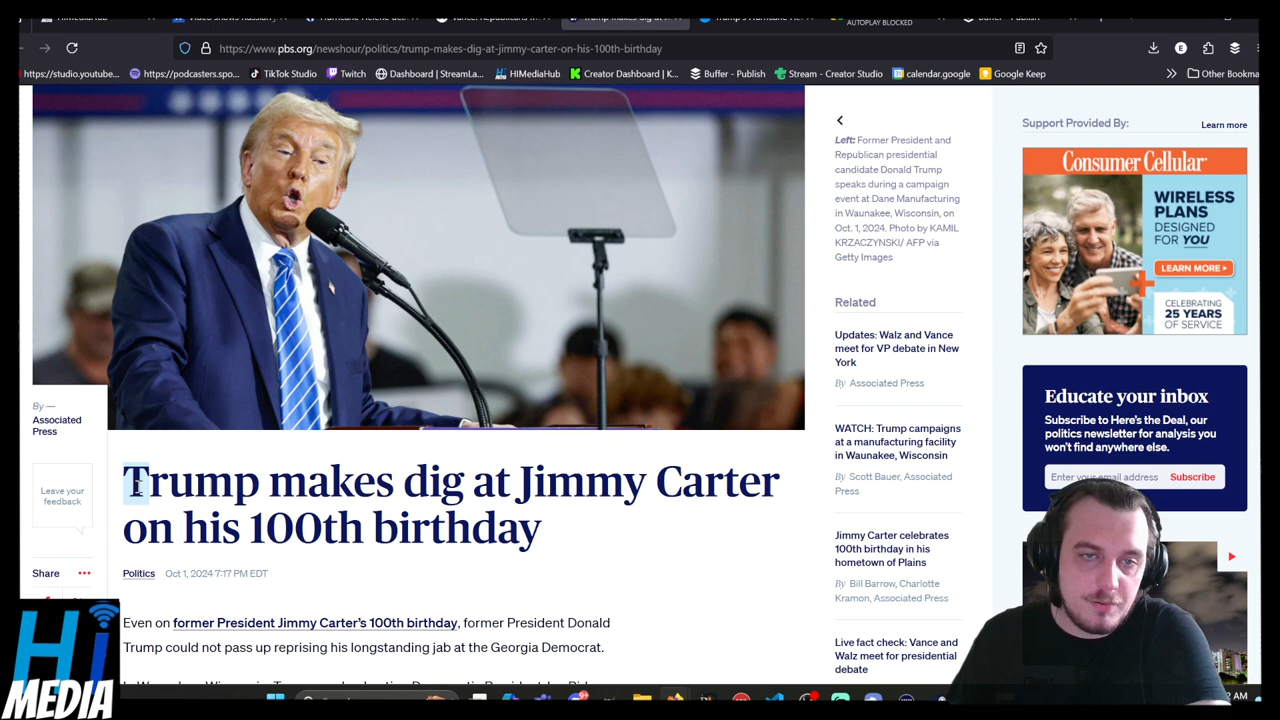 AUTOPLAY BLOCKED
https://www.pbs.org/newshour/politics/trump-makes-dig-at-jimmy-carter-on-his-100th-birthday
https://studio.youtube... https://podcasters.spo... TikTok Studio Twitch Dashboard | StreamLa... HIMediaHub Creator Dashboard | K... Buffer - Publish Stream - Creator Studio calendar.google Google Keep Other Bookma
Left: Former President and
Republican presidential
candidate Donald Trump
speaks during a campaign
event at Dane Manufacturing
in Waunakee, Wisconsin, on
Oct. 1, 2024. Photo by KAMIL
KRZACZYNSKI/ AFP via
Getty Images
Related
Updates: Walz and Vance
meet for VP debate in New
York
By Associated Press
WATCH: Trump campaigns
at a manufacturing facility
in Waunakee, Wisconsin
By Scott Bauer, Associated
Press
Jimmy Carter celebrates
100th birthday in his
hometown of Plains
By Bill Barrow, Charlotte
Kramon, Associated Press
Live fact check: Vance and
Walz meet for presidential
debate
Support Provided By: Learn more
Consumer Cellular
WIRELESS
PLANS
DESIGNED
FOR YOU
LEARN MORE >
CELEBRATING
25 YEARS
OF SERVICE
Educate your inbox
Subscribe to Here's the Deal, our
politics newsletter for analysis you
won't find anywhere else.
Enter your email address Subscribe
By —
Associated
Press
Leave your
feedback
Share
Trump makes dig at Jimmy Carter
on his 100th birthday
Politics Oct 1, 2024 7:17 PM EDT
Even on former President Jimmy Carter's 100th birthday, former President Donald
Trump could not pass up reprising his longstanding jab at the Georgia Democrat.
Hi
MEDIA
AM